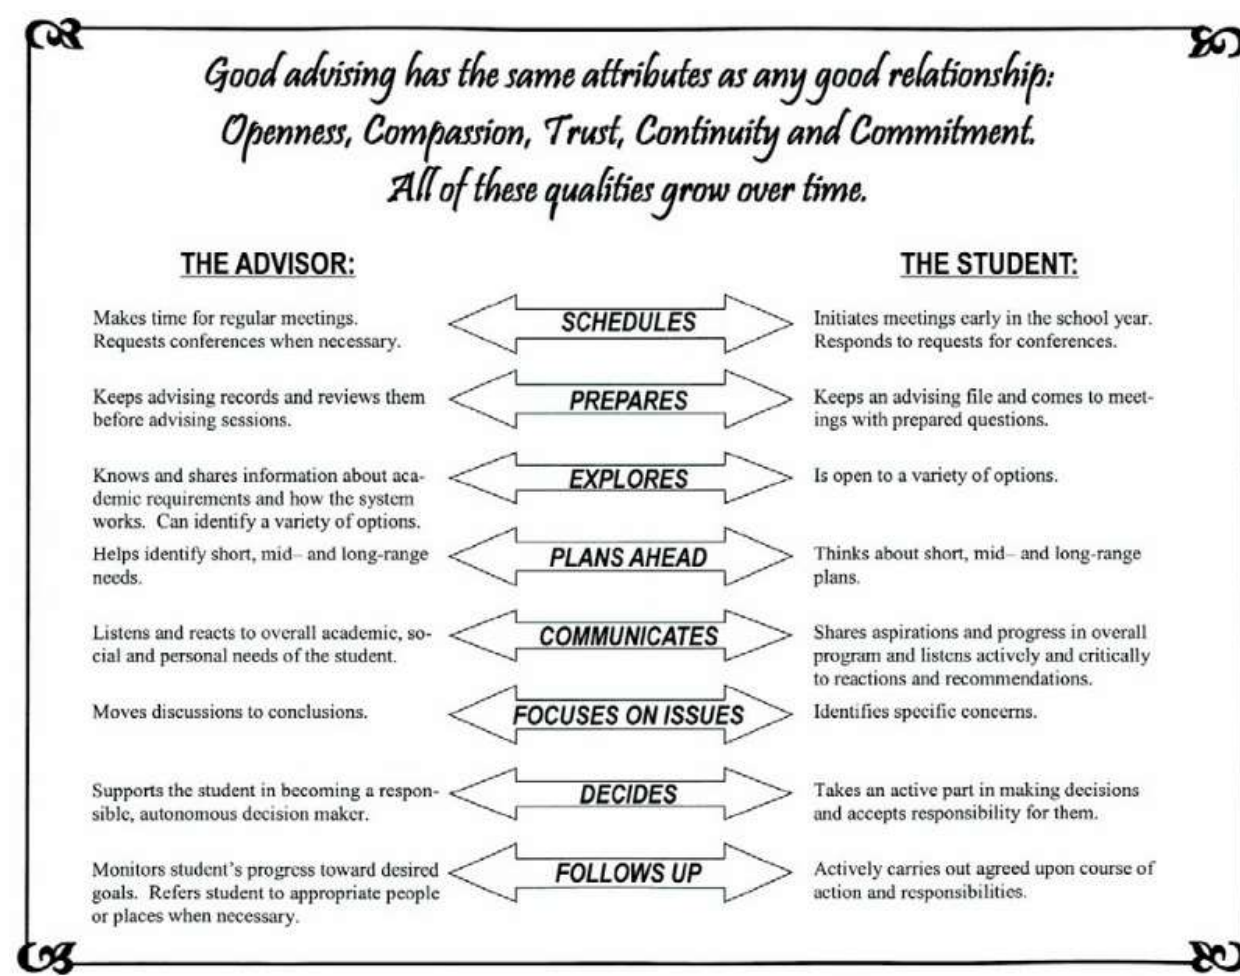 Good advising has the same attributes as any good relationship:
Openness, Compassion, Trust, Continuity and Commitment.
All of these qualities grow over time.
THE ADVISOR:
THE STUDENT:
Makes time for regular meetings.
Requests conferences when necessary.
SCHEDULES
Initiates meetings early in the school year.
Responds to requests for conferences.
Keeps advising records and reviews them
before advising sessions.
PREPARES
Keeps an advising file and comes to meet-
ings with prepared questions.
Knows and shares information about aca-
demic requirements and how the system
works.  Can identify a variety of options.
EXPLORES
Is open to a variety of options.
Helps identify short, mid– and long-range
needs.
PLANS AHEAD
Thinks about short, mid– and long-range
plans.
Listens and reacts to overall academic, so-
cial and personal needs of the student.
COMMUNICATES
Shares aspirations and progress in overall
program and listens actively and critically
to reactions and recommendations.
Moves discussions to conclusions.
FOCUSES ON ISSUES
Identifies specific concerns.
Supports the student in becoming a respon-
sible, autonomous decision maker.
DECIDES
Takes an active part in making decisions
and accepts responsibility for them.
Monitors student's progress toward desired
goals.  Refers student to appropriate people
or places when necessary.
FOLLOWS UP
Actively carries out agreed upon course of
action and responsibilities.